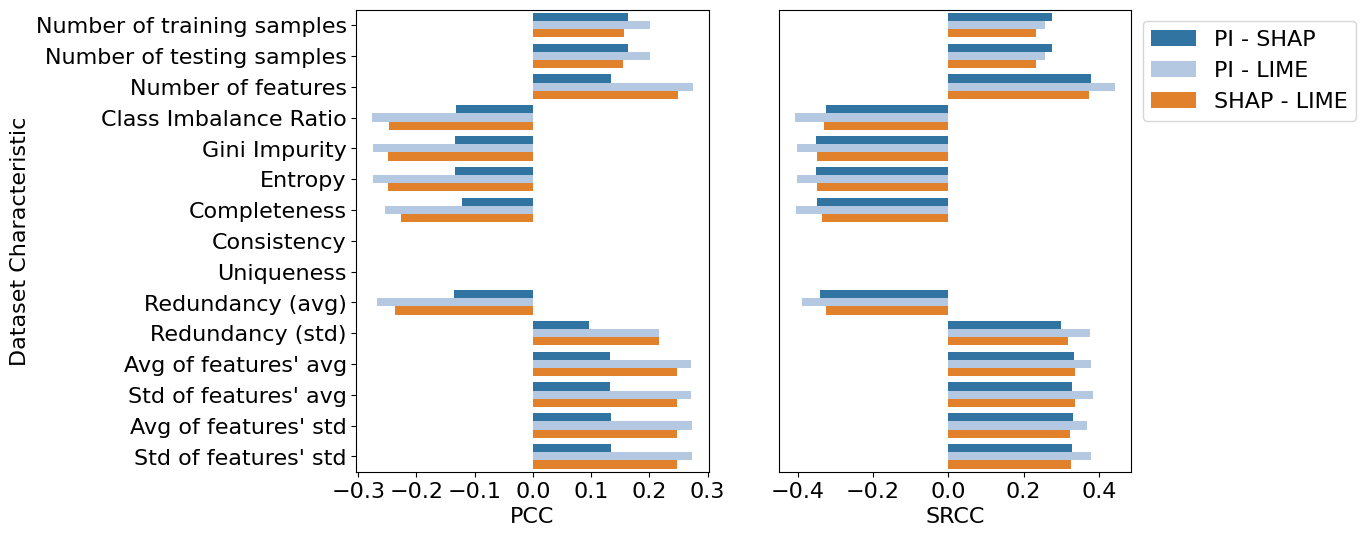 Dataset Characteristic
Number of training samples
Number of testing samples
Number of features
Class Imbalance Ratio
Gini Impurity
Entropy
Completeness
Consistency
Uniqueness
Redundancy (avg)
Redundancy (std)
Avg of features' avg
Std of features' avg
Avg of features' std
Std of features' std
−0.3 −0.2 −0.1 0.0 0.1 0.2 0.3
PCC
−0.4 −0.2 0.0 0.2 0.4
SRCC
PI - SHAP
PI - LIME
SHAP - LIME